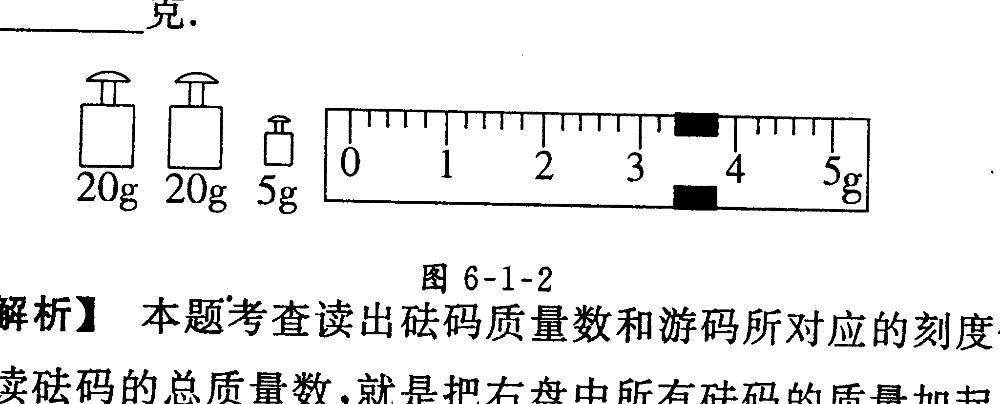 克.
20g 20g 5g 0 1 2 3 4 5g
图 6-1-2
解析】 本题考查读出砝码质量数和游码所对应的刻度
读砝码的总质量数,就是把右盘中所有砝码的质量加起